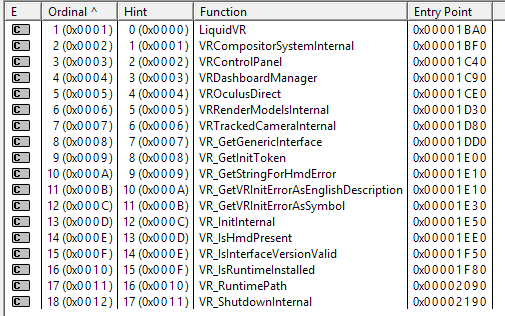 E Ordinal ^ Hint Function Entry Point
C 1 (0x0001) 0 (0x0000) LiquidVR 0x00001BA0
C 2 (0x0002) 1 (0x0001) VRCompositorSystemInternal 0x00001BF0
C 3 (0x0003) 2 (0x0002) VRControlPanel 0x00001C40
C 4 (0x0004) 3 (0x0003) VRDashboardManager 0x00001C90
C 5 (0x0005) 4 (0x0004) VROculusDirect 0x00001CE0
C 6 (0x0006) 5 (0x0005) VRRenderModelsInternal 0x00001D30
C 7 (0x0007) 6 (0x0006) VRTrackedCameraInternal 0x00001D80
C 8 (0x0008) 7 (0x0007) VR_GetGenericInterface 0x00001DD0
C 9 (0x0009) 8 (0x0008) VR_GetInitToken 0x00001E00
C 10 (0x000A) 9 (0x0009) VR_GetStringForHmdError 0x00001E10
C 11 (0x000B) 10 (0x000A) VR_GetVRInitErrorAsEnglishDescription 0x00001E10
C 12 (0x000C) 11 (0x000B) VR_GetVRInitErrorAsSymbol 0x00001E30
C 13 (0x000D) 12 (0x000C) VR_InitInternal 0x00001E50
C 14 (0x000E) 13 (0x000D) VR_IsHmdPresent 0x00001EE0
C 15 (0x000F) 14 (0x000E) VR_IsInterfaceVersionValid 0x00001F50
C 16 (0x0010) 15 (0x000F) VR_IsRuntimeInstalled 0x00001F80
C 17 (0x0011) 16 (0x0010) VR_RuntimePath 0x00002090
C 18 (0x0012) 17 (0x0011) VR_ShutdownInternal 0x00002190